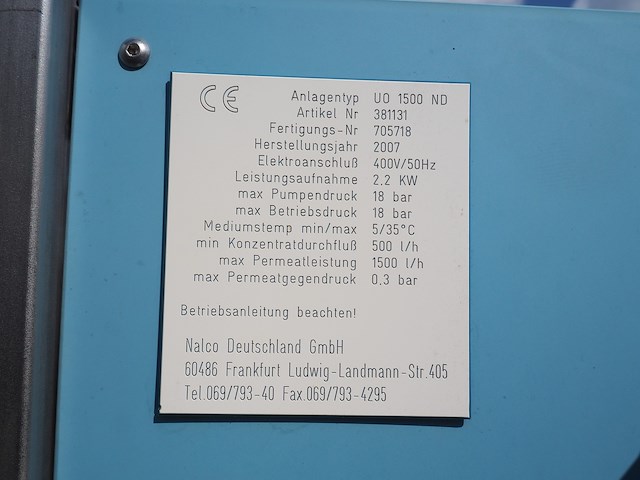 CE
Anlagentyp UO 1500 ND
Artikel Nr 381131
Fertigungs-Nr 705718
Herstellungsjahr 2007
Elektroanschluß 400V/50Hz
Leistungsaufnahme 2.2 KW
max Pumpendruck 18 bar
max Betriebsdruck 18 bar
Mediumstemp min/max 5/35°C
min Konzentratdurchfluß 500 l/h
max Permeatleistung 1500 l/h
max Permeatgegendruck 0.3 bar
Betriebsanleitung beachten!
Nalco Deutschland GmbH
60486 Frankfurt Ludwig-Landmann-Str.405
Tel.069/793-40 Fax.069/793-4295